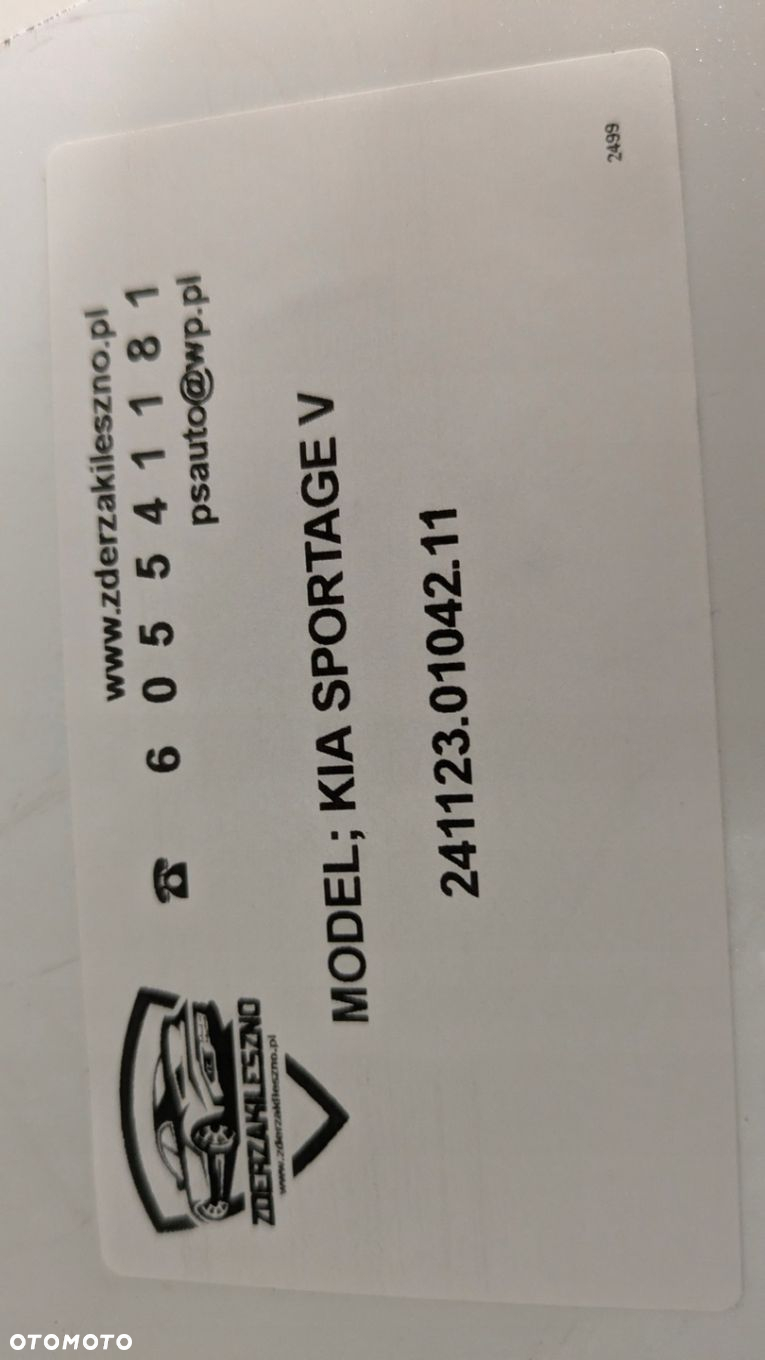 www.zderzakileszno.pl
☎ 6 0 5 5 4 1 1 8 1
psauto@wp.pl
ZDERZAKILESZNO
www.zderzakileszno.pl
MODEL; KIA SPORTAGE V
241123.01042.11
2499
OTOMOTO